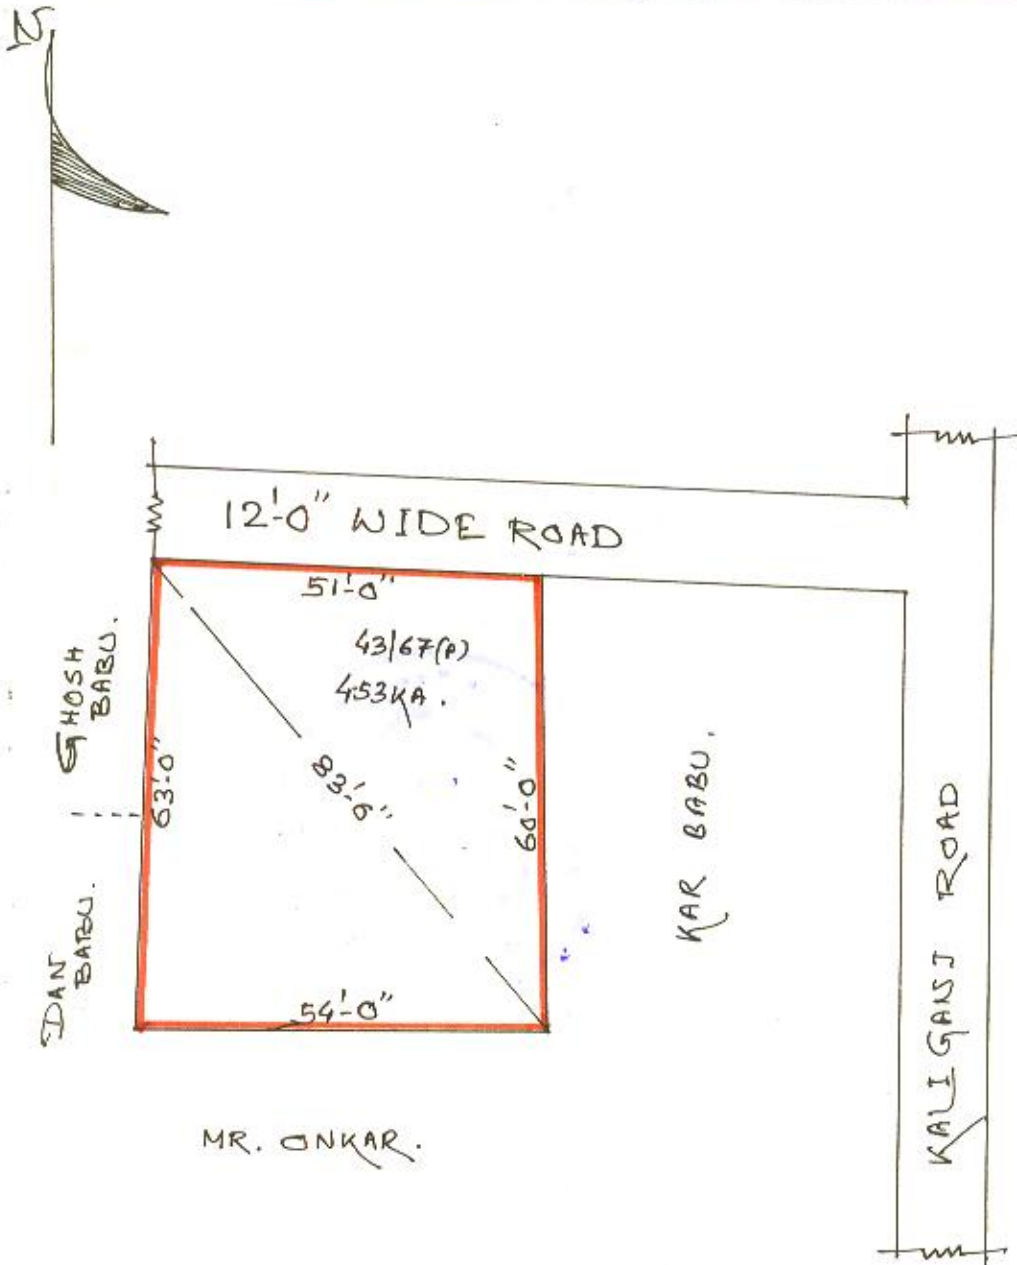 N
12'-0" WIDE ROAD
51'-0"
43/67(P)
453KA.
GHOSH
BABU.
63'-0"
83'-6"
60'-0"
KAR BABU.
KALIGANJ ROAD
DAN
BABU.
54'-0"
MR. ONKAR.